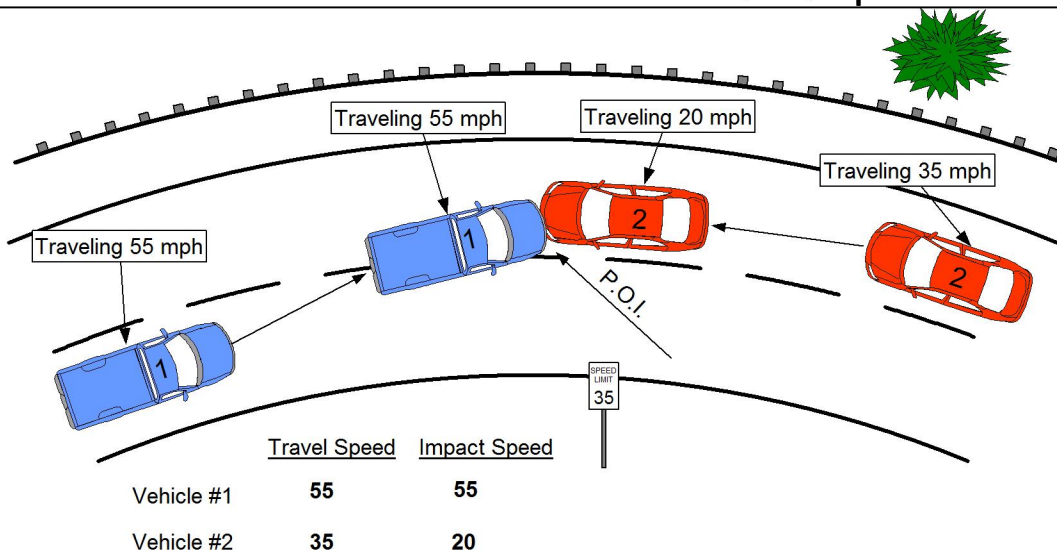 Traveling 55 mph
Traveling 20 mph
Traveling 35 mph
Traveling 55 mph
1
2
2
1
P.O.I.
SPEED
LIMIT
35
Travel Speed Impact Speed
Vehicle #1 55 55
Vehicle #2 35 20